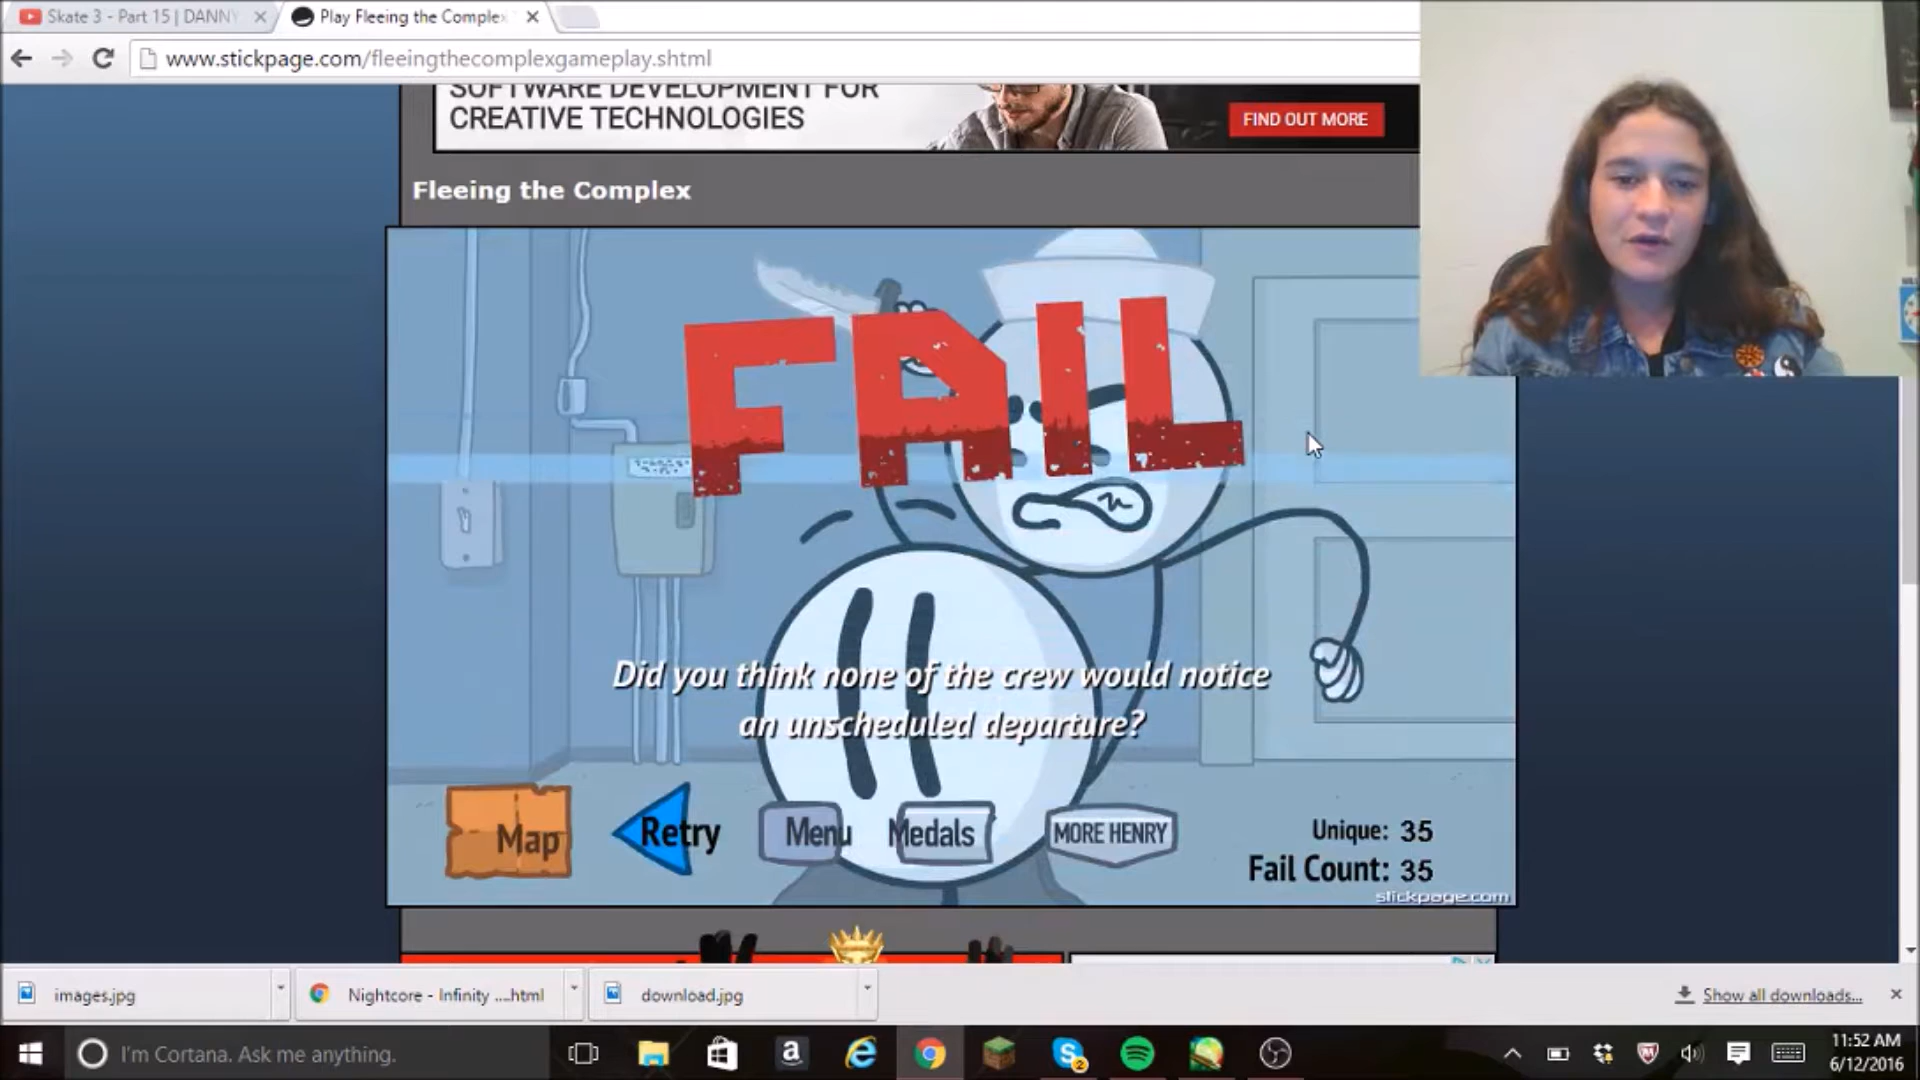 Skate 3 - Part 15 | DANN
Play Fleeing the Complex
www.stickpage.com/fleeingthecomplexgameplay.shtml
SOFTWARE DEVELOPMENT FOR
CREATIVE TECHNOLOGIES
FIND OUT MORE
Fleeing the Complex
FAIL
Did you think none of the crew would notice
an unscheduled departure?
Map
Retry
Menu
Medals
MORE HENRY
Unique: 35
Fail Count: 35
stickpage.com
images.jpg
Nightcore - Infinity ....html
download.jpg
Show all downloads...
I'm Cortana. Ask me anything.
2
11:52 AM
6/12/2016